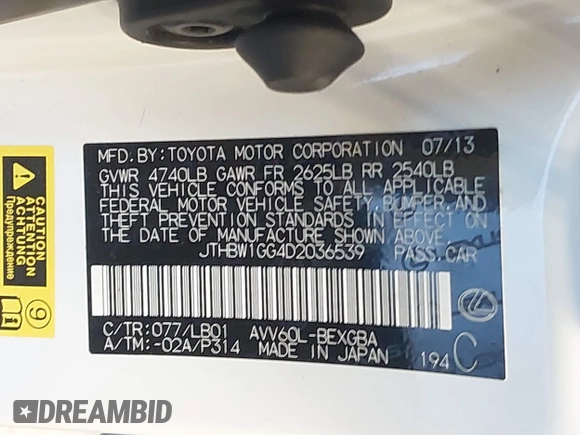 MFD.BY:TOYOTA MOTOR CORPORATION 07/13
GVWR 4740LB GAWR FR 2625LB RR 2540LB
THIS VEHICLE CONFORMS TO ALL APPLICABLE
FEDERAL MOTOR VEHICLE SAFETY, BUMPER, AND
THEFT PREVENTION STANDARDS IN EFFECT ON
THE DATE OF MANUFACTURE SHOWN ABOVE.
JTHBW1GG4D2036539 PASS.CAR
C/TR:077/LB01 AVV60L-BEXGBA
A/TM:-02A/P314 MADE IN JAPAN 194 C
CAUTION
ATTENTION
ACHTUNG
Предупреждение
9
DREAMBID